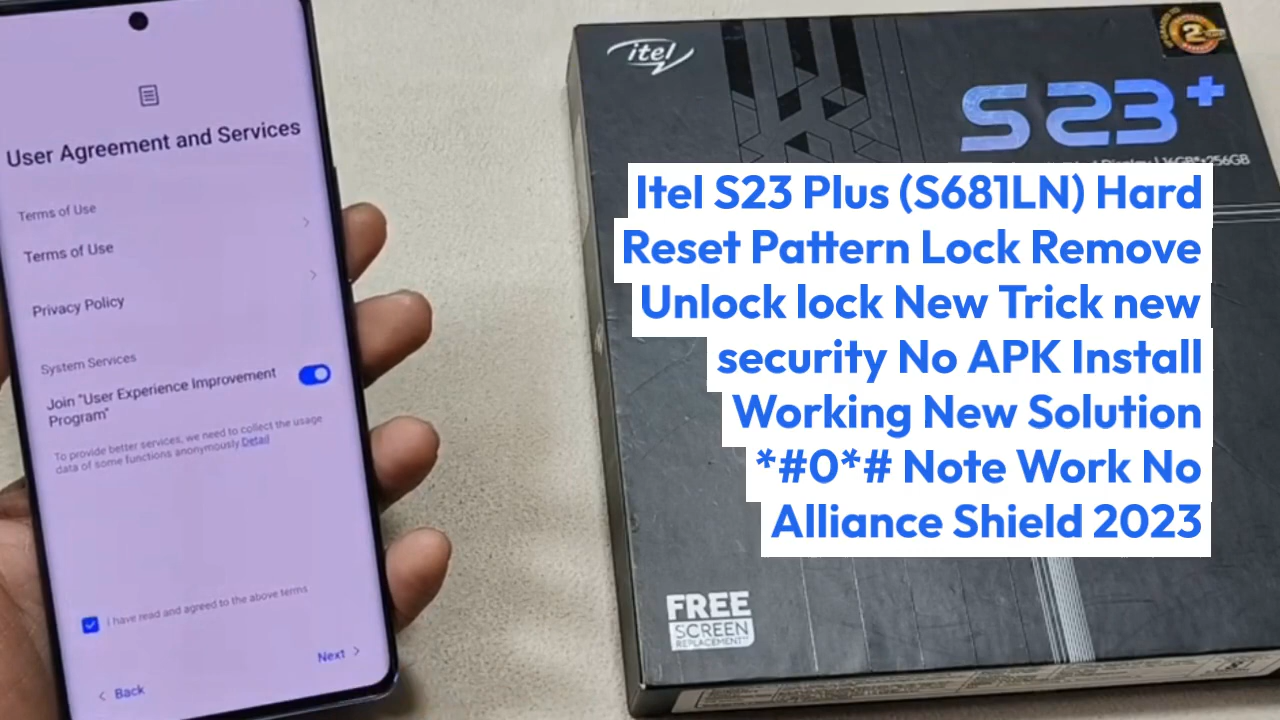 User Agreement and Services
Terms of Use
Terms of Use
Privacy Policy
System Services
Join "User Experience Improvement
Program"
To provide better services, we need to collect the usage
data of some functions anonymously Detail
I have read and agreed to the above terms
Next
Back
itel
2
S23+
Display | 16GB*+256GB
Itel S23 Plus (S681LN) Hard
Reset Pattern Lock Remove
Unlock lock New Trick new
security No APK Install
Working New Solution
*#0*# Note Work No
Alliance Shield 2023
FREE
SCREEN
REPLACEMENT